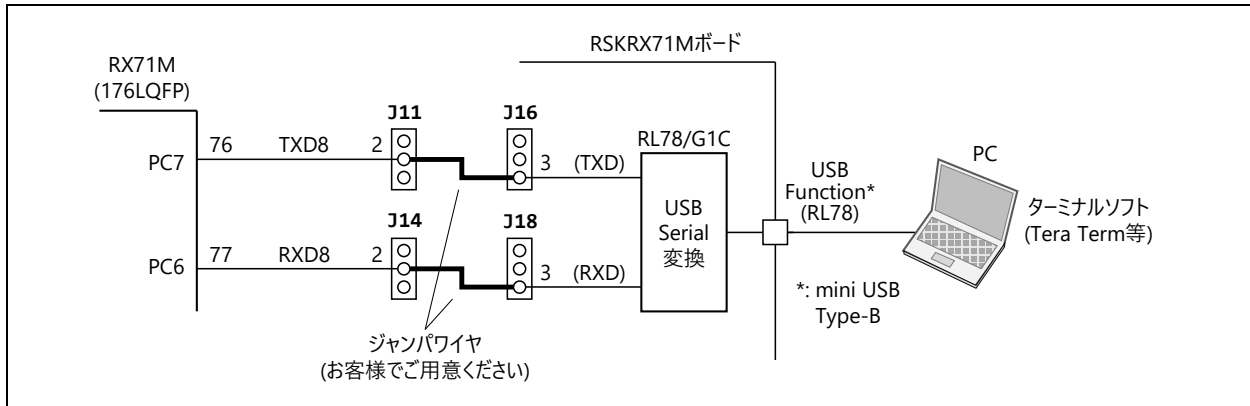 RSKRX71Mボード
RX71M
(176LQFP)
J11
J16
RL78/G1C
PC7
76
TXD8
2
3
(TXD)
PC
USB
Function*
(RL78)
ターミナルソフト
(Tera Term等)
USB
Serial
変換
J14
J18
PC6
77
RXD8
2
3
(RXD)
*: mini USB
Type-B
ジャンパワイヤ
(お客様でご用意ください)